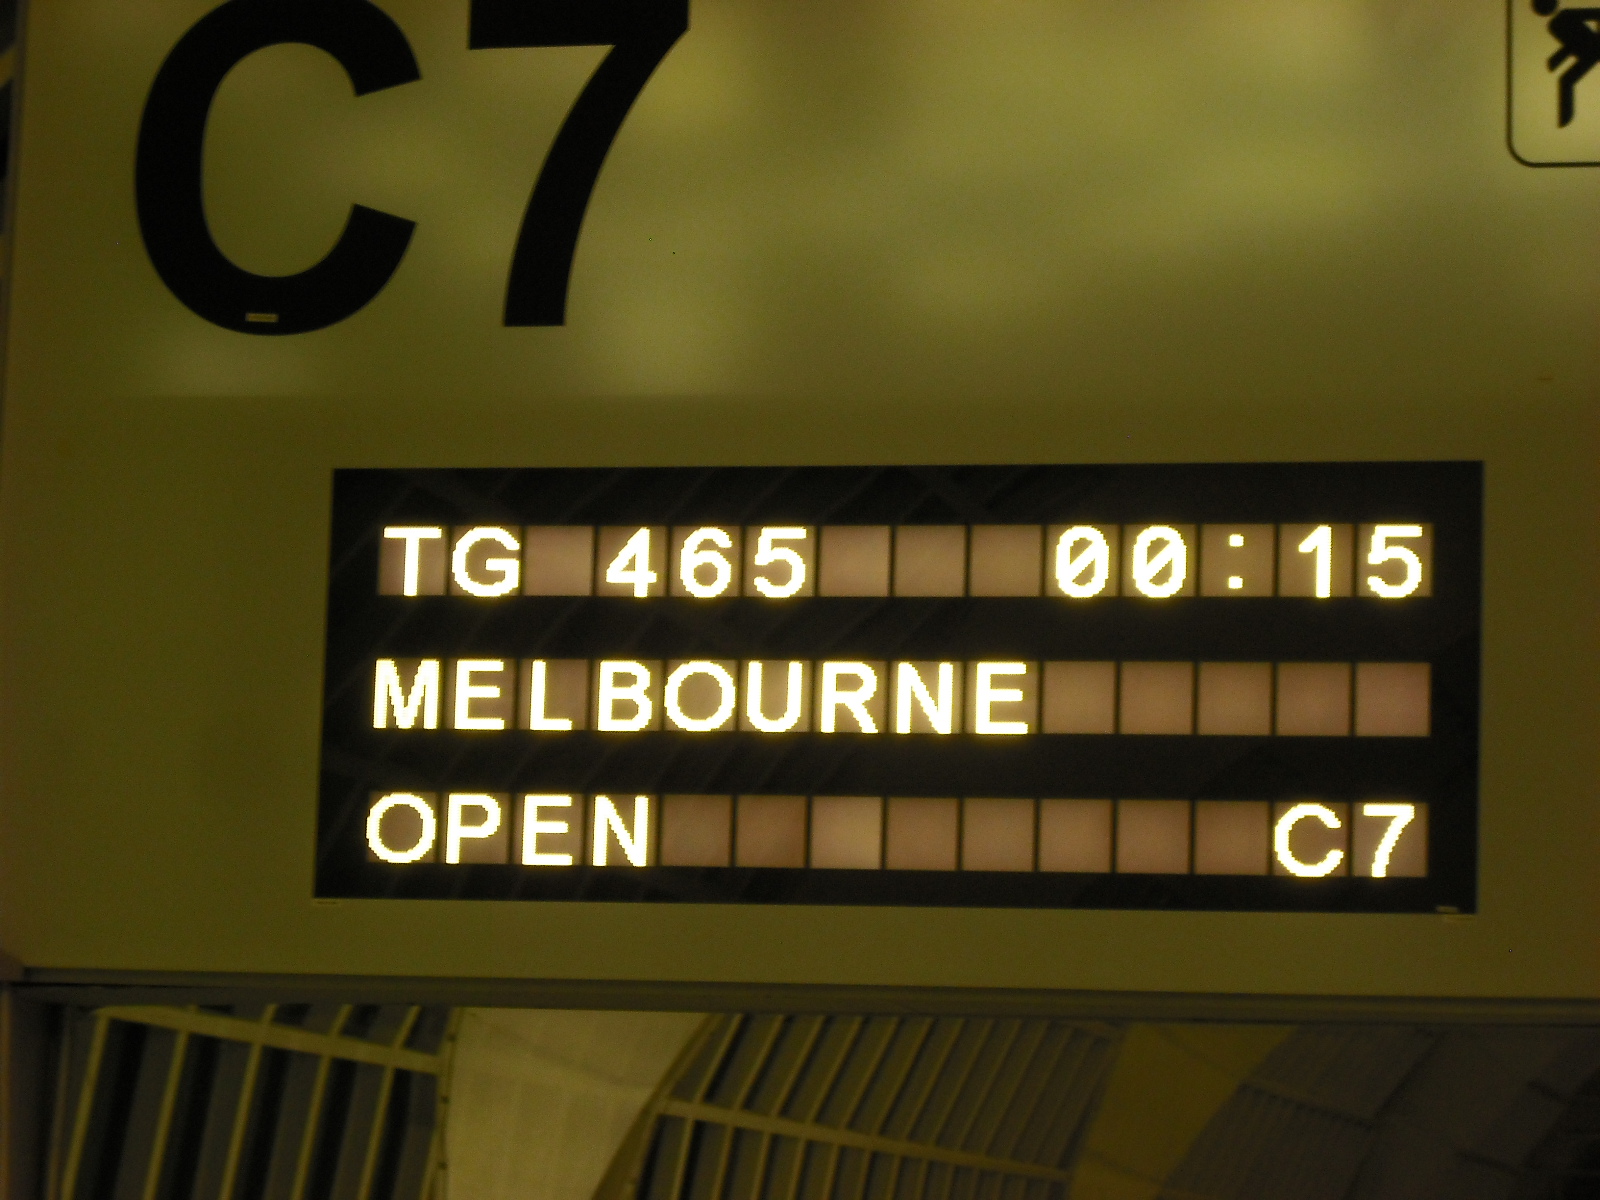 C7
TG 465 00:15
MELBOURNE
OPEN C7